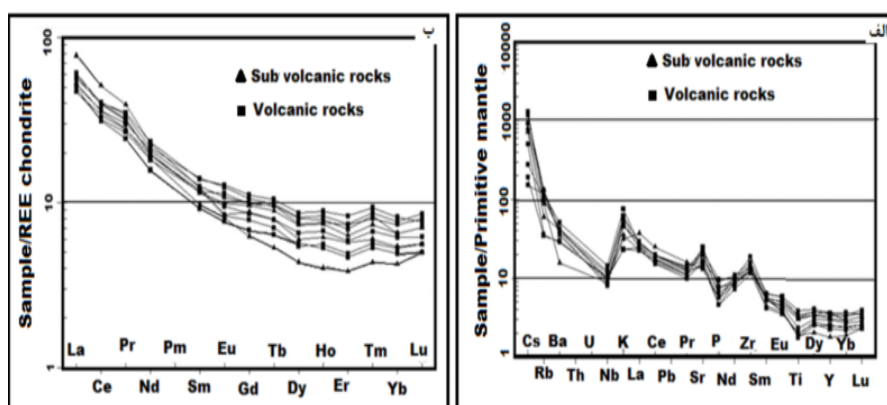 ب
100
10
1
Sample/REE chondrite
Sub volcanic rocks
Volcanic rocks
La Pr Pm Eu Tb Ho Tm Lu
Ce Nd Sm Gd Dy Er Yb
الف
10000
1000
100
10
1
Sample/Primitive mantle
Sub volcanic rocks
Volcanic rocks
Cs Ba U K Ce Pr P Zr Eu Dy Yb
Rb Th Nb La Pb Sr Nd Sm Ti Y Lu